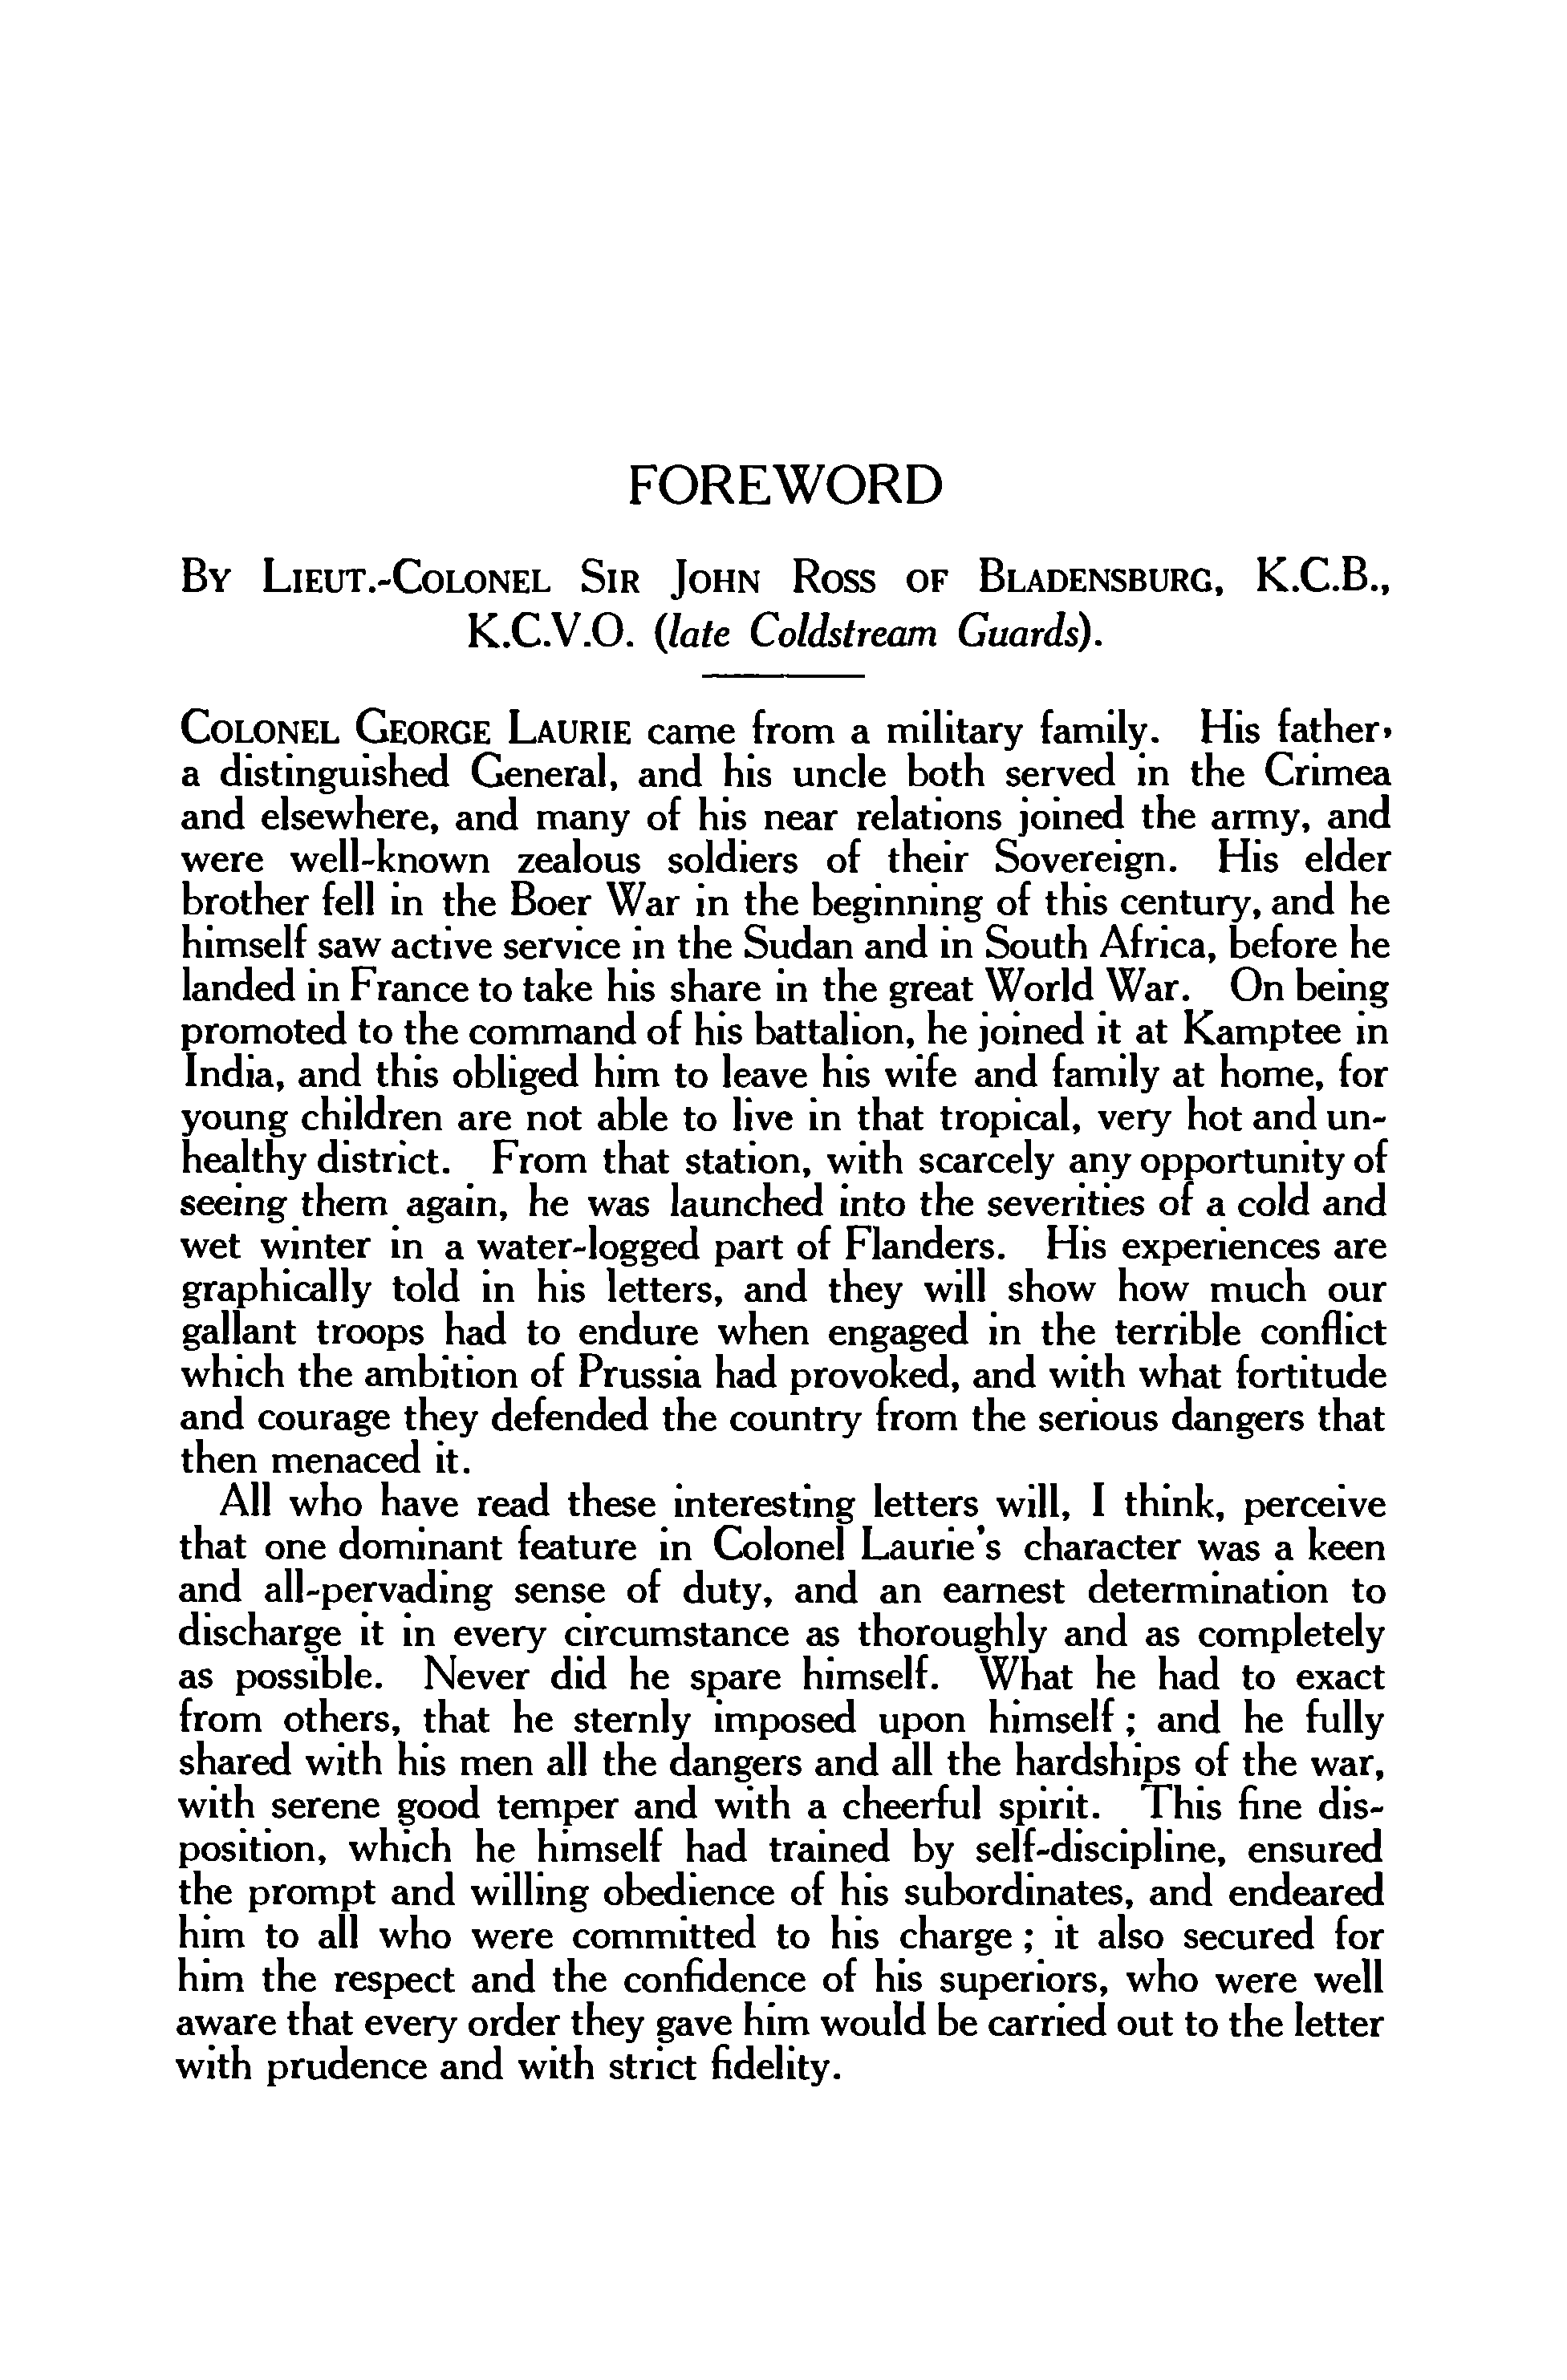 FOREWORD
By Lieut.-Colonel Sir John Ross of Bladensburg, K.C.B.,
K.C.V.O. (late Coldstream Guards).
Colonel George Laurie came from a military family. His father,
a distinguished General, and his uncle both served in the Crimea
and elsewhere, and many of his near relations joined the army, and
were well-known zealous soldiers of their Sovereign. His elder
brother fell in the Boer War in the beginning of this century, and he
himself saw active service in the Sudan and in South Africa, before he
landed in France to take his share in the great World War. On being
promoted to the command of his battalion, he joined it at Kamptee in
India, and this obliged him to leave his wife and family at home, for
young children are not able to live in that tropical, very hot and un-
healthy district. From that station, with scarcely any opportunity of
seeing them again, he was launched into the severities of a cold and
wet winter in a water-logged part of Flanders. His experiences are
graphically told in his letters, and they will show how much our
gallant troops had to endure when engaged in the terrible conflict
which the ambition of Prussia had provoked, and with what fortitude
and courage they defended the country from the serious dangers that
then menaced it.
All who have read these interesting letters will, I think, perceive
that one dominant feature in Colonel Laurie's character was a keen
and all-pervading sense of duty, and an earnest determination to
discharge it in every circumstance as thoroughly and as completely
as possible. Never did he spare himself. What he had to exact
from others, that he sternly imposed upon himself; and he fully
shared with his men all the dangers and all the hardships of the war,
with serene good temper and with a cheerful spirit. This fine dis-
position, which he himself had trained by self-discipline, ensured
the prompt and willing obedience of his subordinates, and endeared
him to all who were committed to his charge; it also secured for
him the respect and the confidence of his superiors, who were well
aware that every order they gave him would be carried out to the letter
with prudence and with strict fidelity.